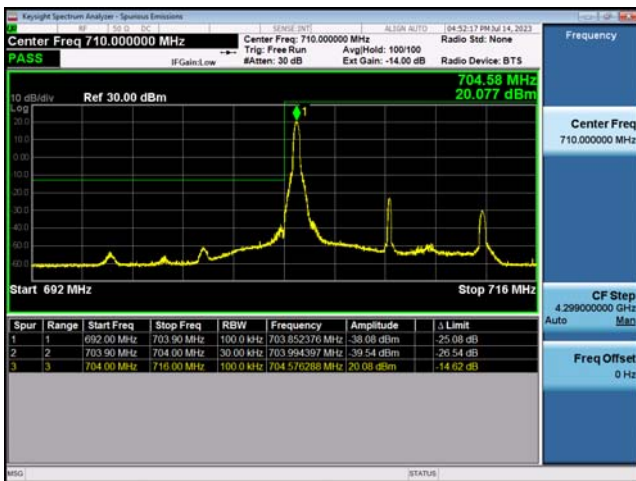 Keysight Spectrum Analyzer - Spurious Emissions
RF 50 Ω DC SENSE:INT ALIGN AUTO 04:52:17 PM Jul 14, 2023
Center Freq 710.000000 MHz Center Freq: 710.000000 MHz Radio Std: None
Trig: Free Run Avg|Hold: 100/100
PASS IFGain:Low #Atten: 30 dB Ext Gain: -14.00 dB Radio Device: BTS
704.58 MHz
10 dB/div Ref 30.00 dBm 20.077 dBm
Log
1
20.0
10.0
0.00
10.0
20.0
30.0
40.0
50.0
60.0
Start 692 MHz Stop 716 MHz
Spur Range Start Freq Stop Freq RBW Frequency Amplitude Δ Limit
1 1 692.00 MHz 703.90 MHz 100.0 kHz 703.852376 MHz -38.08 dBm -25.08 dB
2 2 703.90 MHz 704.00 MHz 30.00 kHz 703.994397 MHz -39.54 dBm -26.54 dB
3 3 704.00 MHz 716.00 MHz 100.0 kHz 704.576288 MHz 20.08 dBm -14.62 dB
MSG STATUS
Frequency
Center Freq
710.000000 MHz
CF Step
4.299000000 GHz
Auto Man
Freq Offset
0 Hz